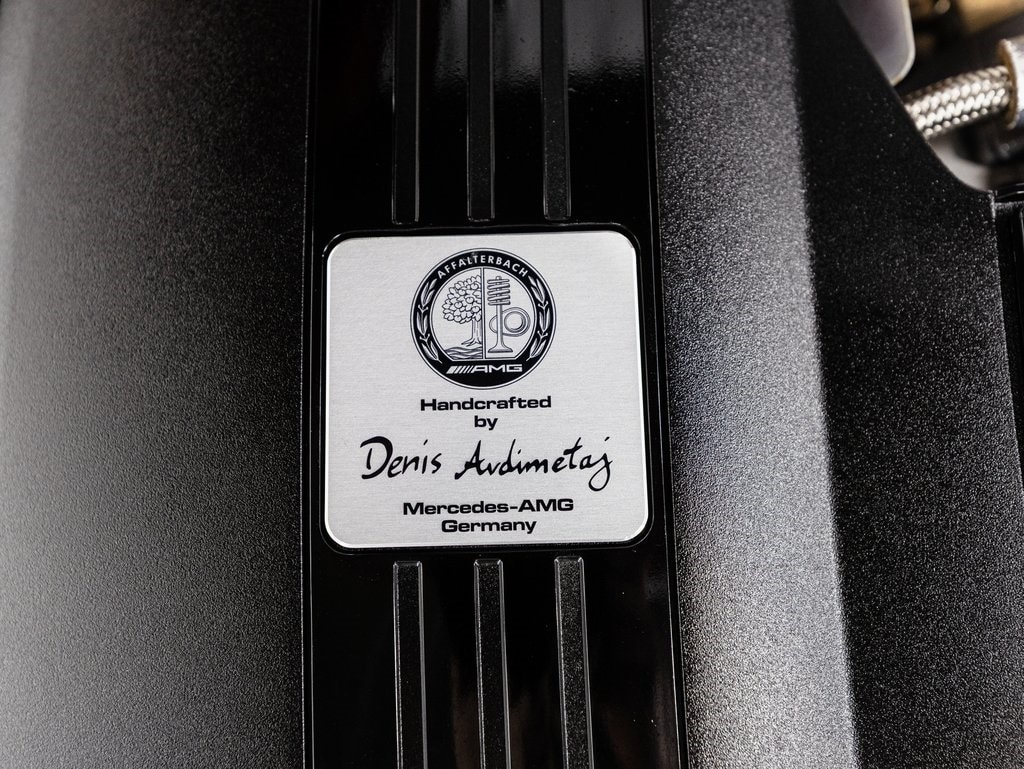 AFFALTERBACH
AMG
Handcrafted
by
Denis Avdimetaj
Mercedes-AMG
Germany